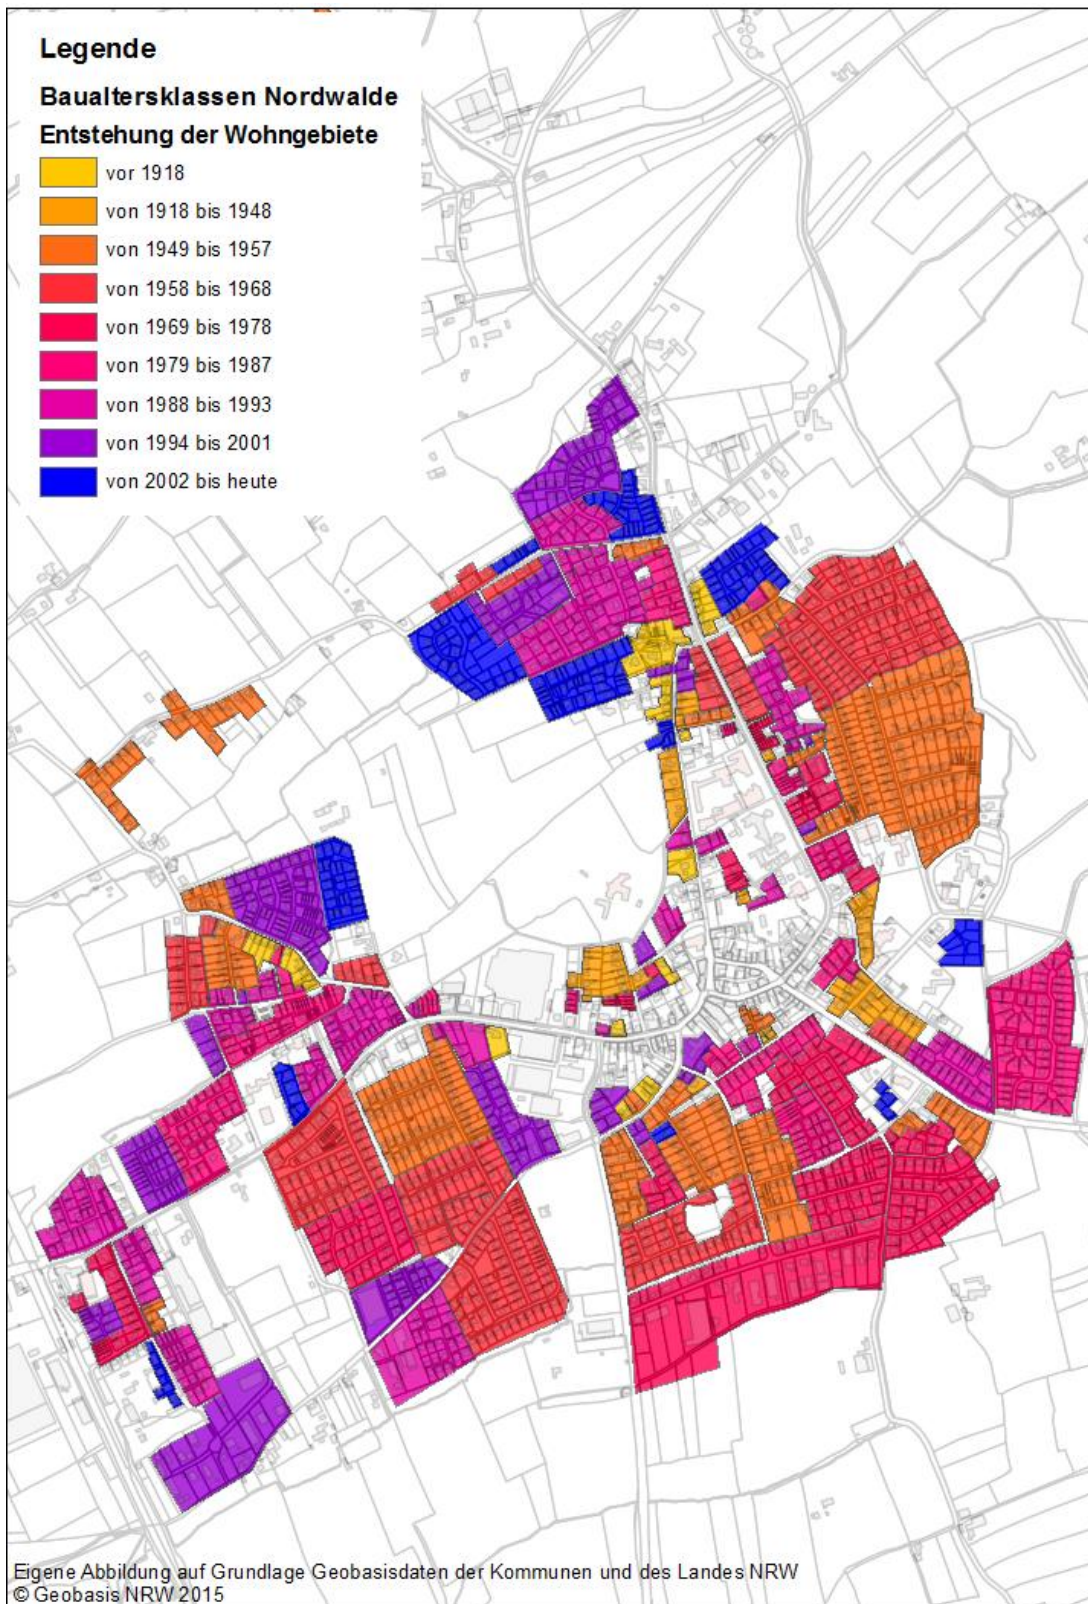 Legende
Baualtersklassen Nordwalde
Entstehung der Wohngebiete
vor 1918
von 1918 bis 1948
von 1949 bis 1957
von 1958 bis 1968
von 1969 bis 1978
von 1979 bis 1987
von 1988 bis 1993
von 1994 bis 2001
von 2002 bis heute
Eigene Abbildung auf Grundlage Geobasisdaten der Kommunen und des Landes NRW
© Geobasis NRW 2015